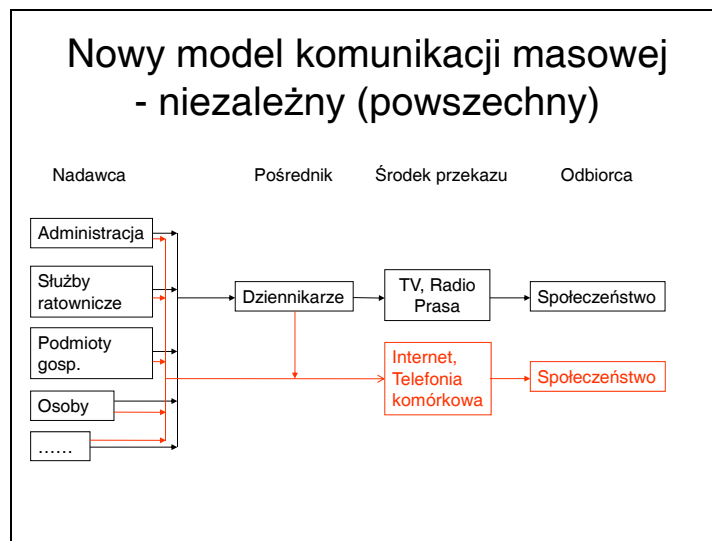 Nowy model komunikacji masowej
- niezależny (powszechny)
Nadawca
Pośrednik
Środek przekazu
Odbiorca
Administracja
Służby
ratownicze
Podmioty
gosp.
Osoby
......
Dziennikarze
TV, Radio
Prasa
Społeczeństwo
Internet,
Telefonia
komórkowa
Społeczeństwo